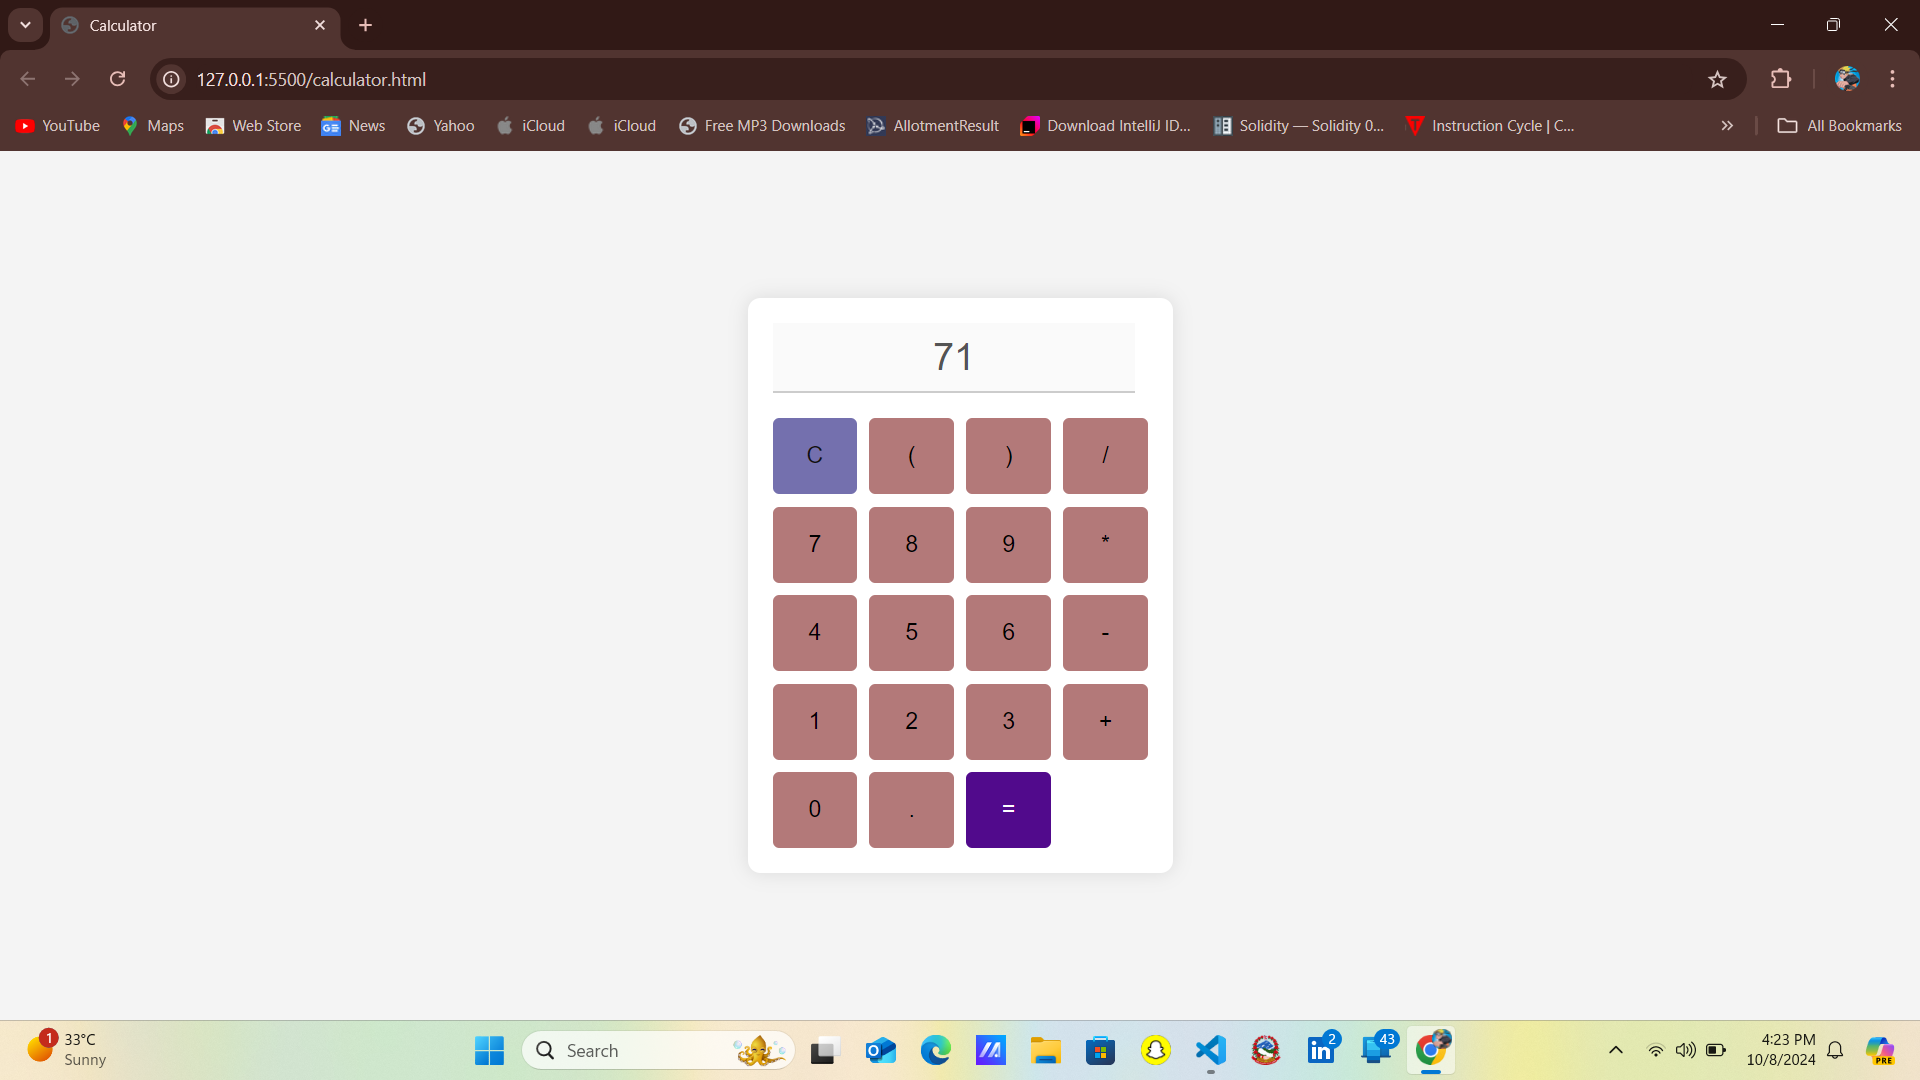 Calculator
127.0.0.1:5500/calculator.html
YouTube Maps Web Store News Yahoo iCloud iCloud Free MP3 Downloads AllotmentResult Download IntelliJ ID... Solidity — Solidity 0... Instruction Cycle | C... » All Bookmarks
71
C ( ) /
7 8 9 *
4 5 6 -
1 2 3 +
0 . =
1 33°C
Sunny
Search
2
43
4:23 PM
10/8/2024
PRE